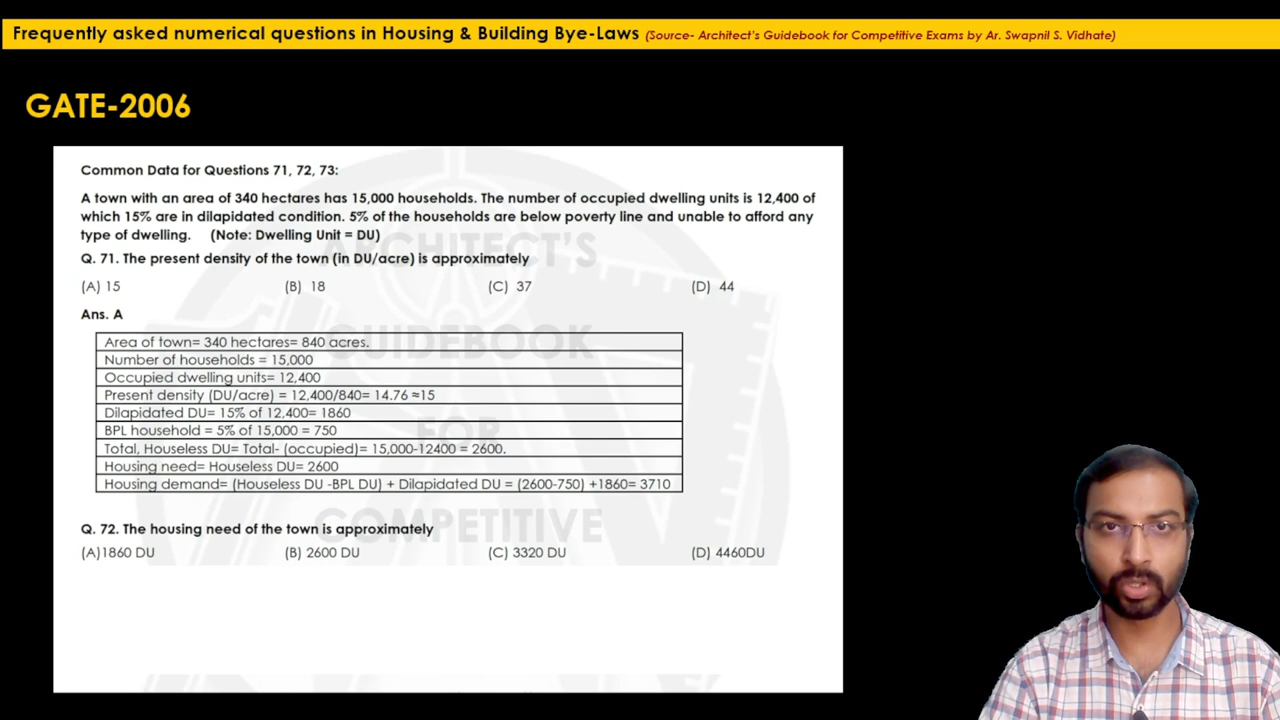 Frequently asked numerical questions in Housing & Building Bye-Laws (Source- Architect's Guidebook for Competitive Exams by Ar. Swapnil S. Vidhate)
GATE-2006
Common Data for Questions 71, 72, 73:
A town with an area of 340 hectares has 15,000 households. The number of occupied dwelling units is 12,400 of
which 15% are in dilapidated condition. 5% of the households are below poverty line and unable to afford any
type of dwelling. (Note: Dwelling Unit = DU)
Q. 71. The present density of the town (in DU/acre) is approximately
(A) 15 (B) 18 (C) 37 (D) 44
Ans. A
Area of town= 340 hectares= 840 acres.
Number of households = 15,000
Occupied dwelling units= 12,400
Present density (DU/acre) = 12,400/840= 14.76 ≈15
Dilapidated DU= 15% of 12,400= 1860
BPL household = 5% of 15,000 = 750
Total, Houseless DU= Total- (occupied)= 15,000-12400 = 2600.
Housing need= Houseless DU= 2600
Housing demand= (Houseless DU -BPL DU) + Dilapidated DU = (2600-750) +1860= 3710
Q. 72. The housing need of the town is approximately
(A)1860 DU (B) 2600 DU (C) 3320 DU (D) 4460DU
ARCHITECT'S
GUIDEBOOK
FOR
COMPETITIVE